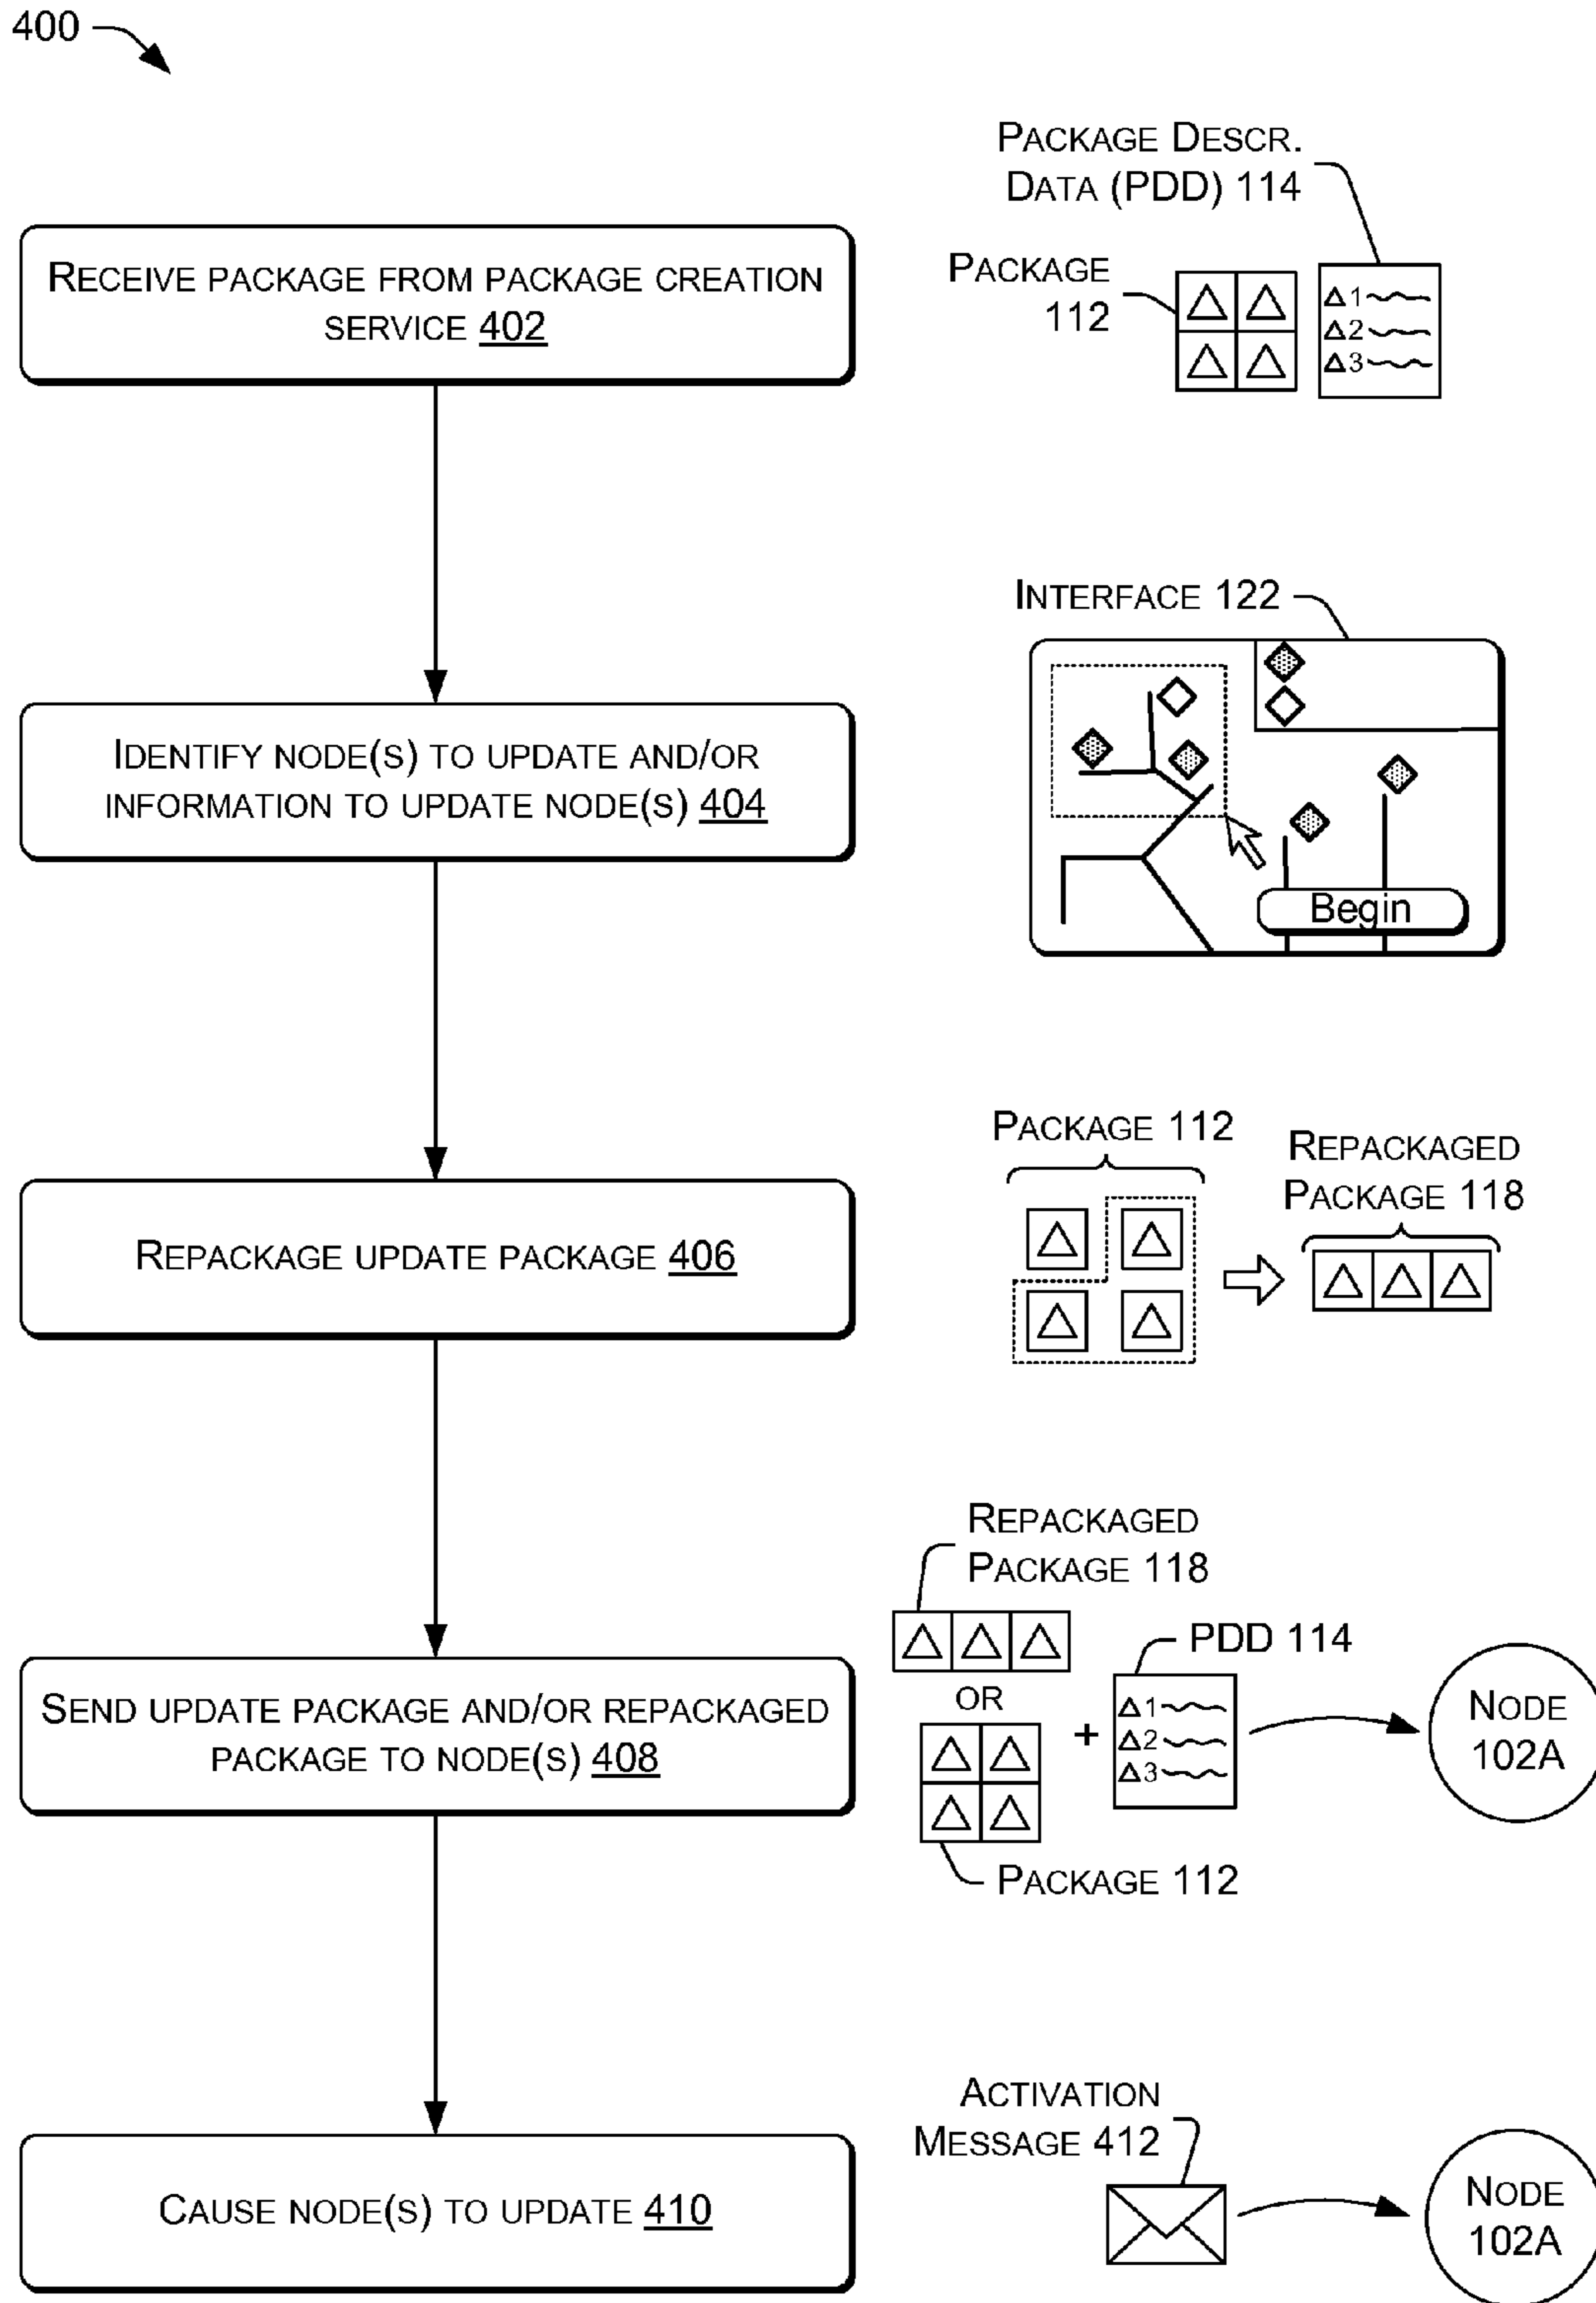 400
PACKAGE DESCR.
DATA (PDD) 114
RECEIVE PACKAGE FROM PACKAGE CREATION
SERVICE 402
PACKAGE
112
Δ1
Δ2
Δ3
INTERFACE 122
IDENTIFY NODE(S) TO UPDATE AND/OR
INFORMATION TO UPDATE NODE(S) 404
Begin
PACKAGE 112
REPACKAGED
PACKAGE 118
REPACKAGE UPDATE PACKAGE 406
REPACKAGED
PACKAGE 118
SEND UPDATE PACKAGE AND/OR REPACKAGED
PACKAGE TO NODE(S) 408
OR
+
PDD 114
Δ1
Δ2
Δ3
NODE
102A
PACKAGE 112
ACTIVATION
MESSAGE 412
CAUSE NODE(S) TO UPDATE 410
NODE
102A